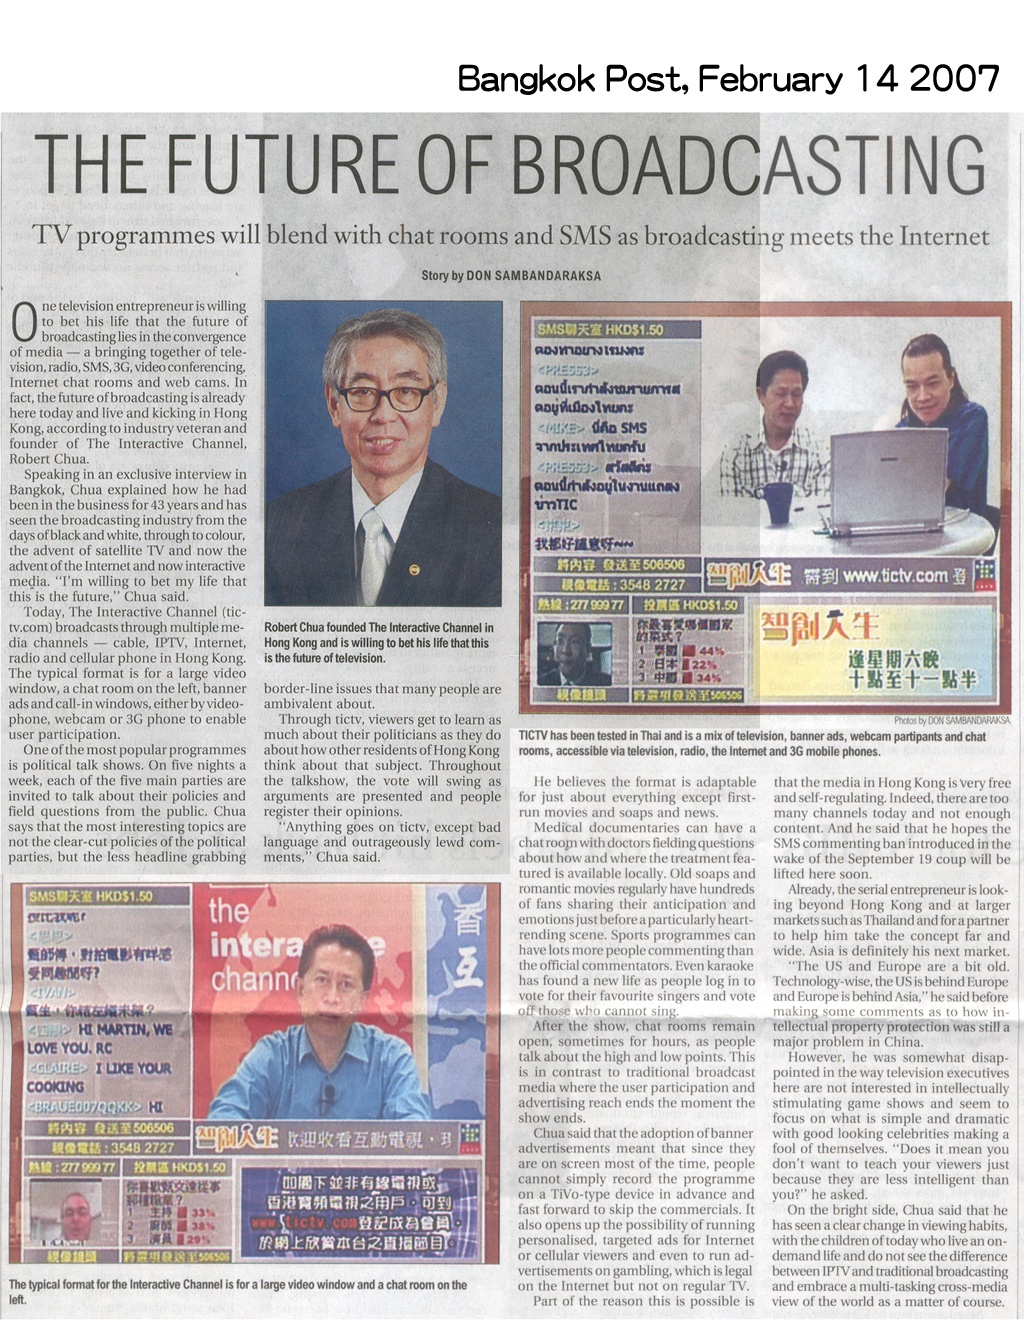 Bangkok Post, February 14 2007
THE FUTURE OF BROADCASTING
TV programmes will blend with chat rooms and SMS as broadcasting meets the Internet
Story by DON SAMBANDARAKSA
One television entrepreneur is willing
to bet his life that the future of
broadcasting lies in the convergence
of media — a bringing together of tele-
vision, radio, SMS, 3G, video conferencing,
Internet chat rooms and web cams. In
fact, the future of broadcasting is already
here today and live and kicking in Hong
Kong, according to industry veteran and
founder of The Interactive Channel,
Robert Chua.
Speaking in an exclusive interview in
Bangkok, Chua explained how he had
been in the business for 43 years and has
seen the broadcasting industry from the
days of black and white, through to colour,
the advent of satellite TV and now the
advent of the Internet and now interactive
media. “I’m willing to bet my life that
this is the future,” Chua said.
Today, The Interactive Channel (tic-
tv.com) broadcasts through multiple me-
dia channels — cable, IPTV, Internet,
radio and cellular phone in Hong Kong.
The typical format is for a large video
window, a chat room on the left, banner
ads and call-in windows, either by video-
phone, webcam or 3G phone to enable
user participation.
One of the most popular programmes
is political talk shows. On five nights a
week, each of the five main parties are
invited to talk about their policies and
field questions from the public. Chua
says that the most interesting topics are
not the clear-cut policies of the political
parties, but the less headline grabbing
Robert Chua founded The Interactive Channel in
Hong Kong and is willing to bet his life that this
is the future of television.
border-line issues that many people are
ambivalent about.
Through tictv, viewers get to learn as
much about their politicians as they do
about how other residents of Hong Kong
think about that subject. Throughout
the talkshow, the vote will swing as
arguments are presented and people
register their opinions.
“Anything goes on tictv, except bad
language and outrageously lewd com-
ments,” Chua said.
SMS聊天室 HKD$1.50
ต้องทำอย่างไรมั่งคะ
<PRESS3>
ตอนนี้เรากำลังชมรายการสด
อยู่ที่เมืองไทยคะ
<MIKE> นี่คือ SMS
จากประเทศไทยครับ
<PRESS3> สวัสดีค่ะ
ตอนนี้กำลังอยู่ในงานแถลง
ข่าวTIC
我都好識意呀~~
將內容 發送至506506
視像電話:3548 2727
智創人生 需到 www.tictv.com 登
熱線:277 999 77
投票區 HKD$1.50
你最喜愛哪個國家
的菜式?
1 泰國 44%
2 日本 22%
3 中國 34%
視像鏡頭
將選項發送至506506
智創人生
逢星期六晚
十點至十一點半
Photos by DON SAMBANDARAKSA
TICTV has been tested in Thai and is a mix of television, banner ads, webcam partipants and chat
rooms, accessible via television, radio, the Internet and 3G mobile phones.
SMS聊天室 HKD$1.50
甄師傅,對拍電影有咩感
受同趣聞呀?
<IVAN>
HI MARTIN, WE
LOVE YOU. RC
<CLAIRE> I LIKE YOUR
COOKING
<BRAUE007QQKK> HI
the
interactive
channel
香
互
將內容 發送至506506
視像電話:3548 2727
智創人生 歡迎收看互動電視,
熱線:277 999 77
投票區 HKD$1.50
你喜歡甄文達從事
那種職業?
1 主持 33%
2 廚師 38%
3 演員 29%
視像鏡頭
將選項發送至506506
如閣下並非有線電視或
香港寬頻電視之用戶,可到
www.tictv.com登記成為會員,
於網上欣賞本台之直播節目。
The typical format for the Interactive Channel is for a large video window and a chat room on the
left.
He believes the format is adaptable
for just about everything except first-
run movies and soaps and news.
Medical documentaries can have a
chat room with doctors fielding questions
about how and where the treatment fea-
tured is available locally. Old soaps and
romantic movies regularly have hundreds
of fans sharing their anticipation and
emotions just before a particularly heart-
rending scene. Sports programmes can
have lots more people commenting than
the official commentators. Even karaoke
has found a new life as people log in to
vote for their favourite singers and vote
off those who cannot sing.
After the show, chat rooms remain
open, sometimes for hours, as people
talk about the high and low points. This
is in contrast to traditional broadcast
media where the user participation and
advertising reach ends the moment the
show ends.
Chua said that the adoption of banner
advertisements meant that since they
are on screen most of the time, people
cannot simply record the programme
on a TiVo-type device in advance and
fast forward to skip the commercials. It
also opens up the possibility of running
personalised, targeted ads for Internet
or cellular viewers and even to run ad-
vertisements on gambling, which is legal
on the Internet but not on regular TV.
Part of the reason this is possible is
that the media in Hong Kong is very free
and self-regulating. Indeed, there are too
many channels today and not enough
content. And he said that he hopes the
SMS commenting ban introduced in the
wake of the September 19 coup will be
lifted here soon.
Already, the serial entrepreneur is look-
ing beyond Hong Kong and at larger
markets such as Thailand and for a partner
to help him take the concept far and
wide. Asia is definitely his next market.
“The US and Europe are a bit old.
Technology-wise, the US is behind Europe
and Europe is behind Asia,” he said before
making some comments as to how in-
tellectual property protection was still a
major problem in China.
However, he was somewhat disap-
pointed in the way television executives
here are not interested in intellectually
stimulating game shows and seem to
focus on what is simple and dramatic
with good looking celebrities making a
fool of themselves. “Does it mean you
don’t want to teach your viewers just
because they are less intelligent than
you?” he asked.
On the bright side, Chua said that he
has seen a clear change in viewing habits,
with the children of today who live an on-
demand life and do not see the difference
between IPTV and traditional broadcasting
and embrace a multi-tasking cross-media
view of the world as a matter of course.